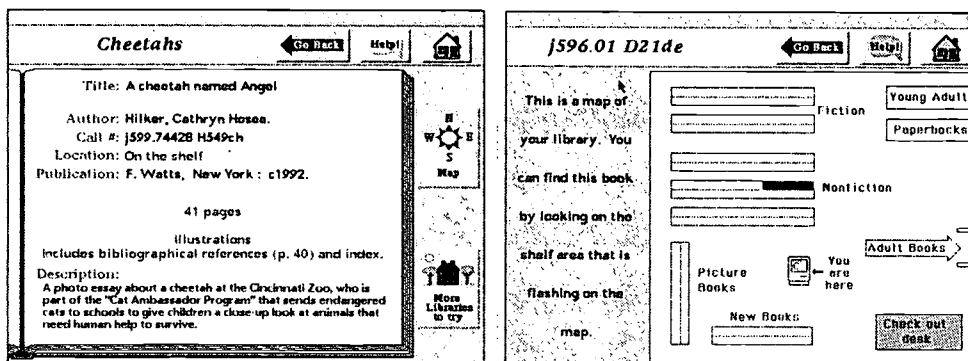 Cheetahs
Go Back
Help!
Title: A cheetah named Angel
Author: Hilker, Cathryn Hosea.
Call #: j599.74428 H549ch
Location: On the shelf
Publication: F. Watts, New York : c1992.
41 pages
Illustrations
Includes bibliographical references (p. 40) and index.
Description:
A photo essay about a cheetah at the Cincinnati Zoo, who is
part of the "Cat Ambassador Program" that sends endangered
cats to schools to give children a close-up look at animals that
need human help to survive.
N
W E
S
Map
More
Libraries
to try
j596.01 D21de
Go Back
Help!
This is a map of
your library. You
can find this book
by looking on the
shelf area that is
flashing on the
map.
Fiction
Young Adult
Paperbacks
Nonfiction
Adult Books
Picture
Books
You
are
here
New Books
Check out
desk